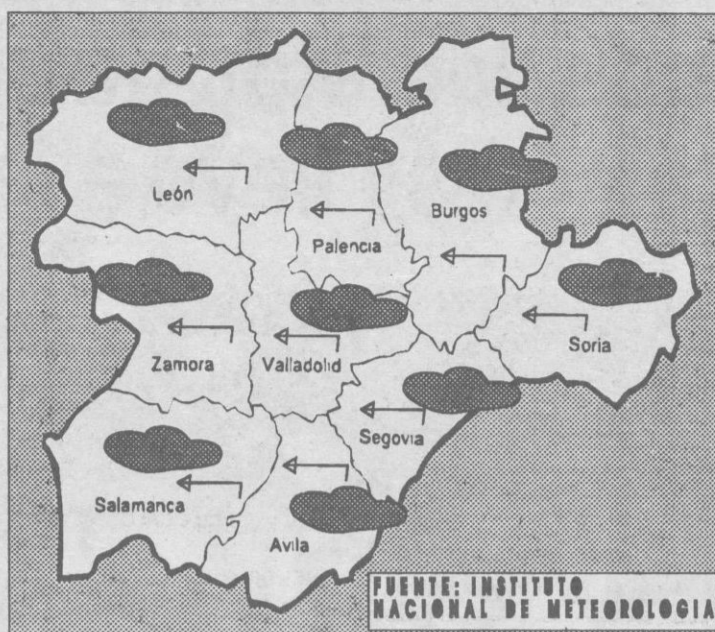 León
Palencia
Burgos
Zamora
Valladolid
Soria
Segovia
Salamanca
Avila
FUENTE: INSTITUTO
NACIONAL DE METEOROLOGIA